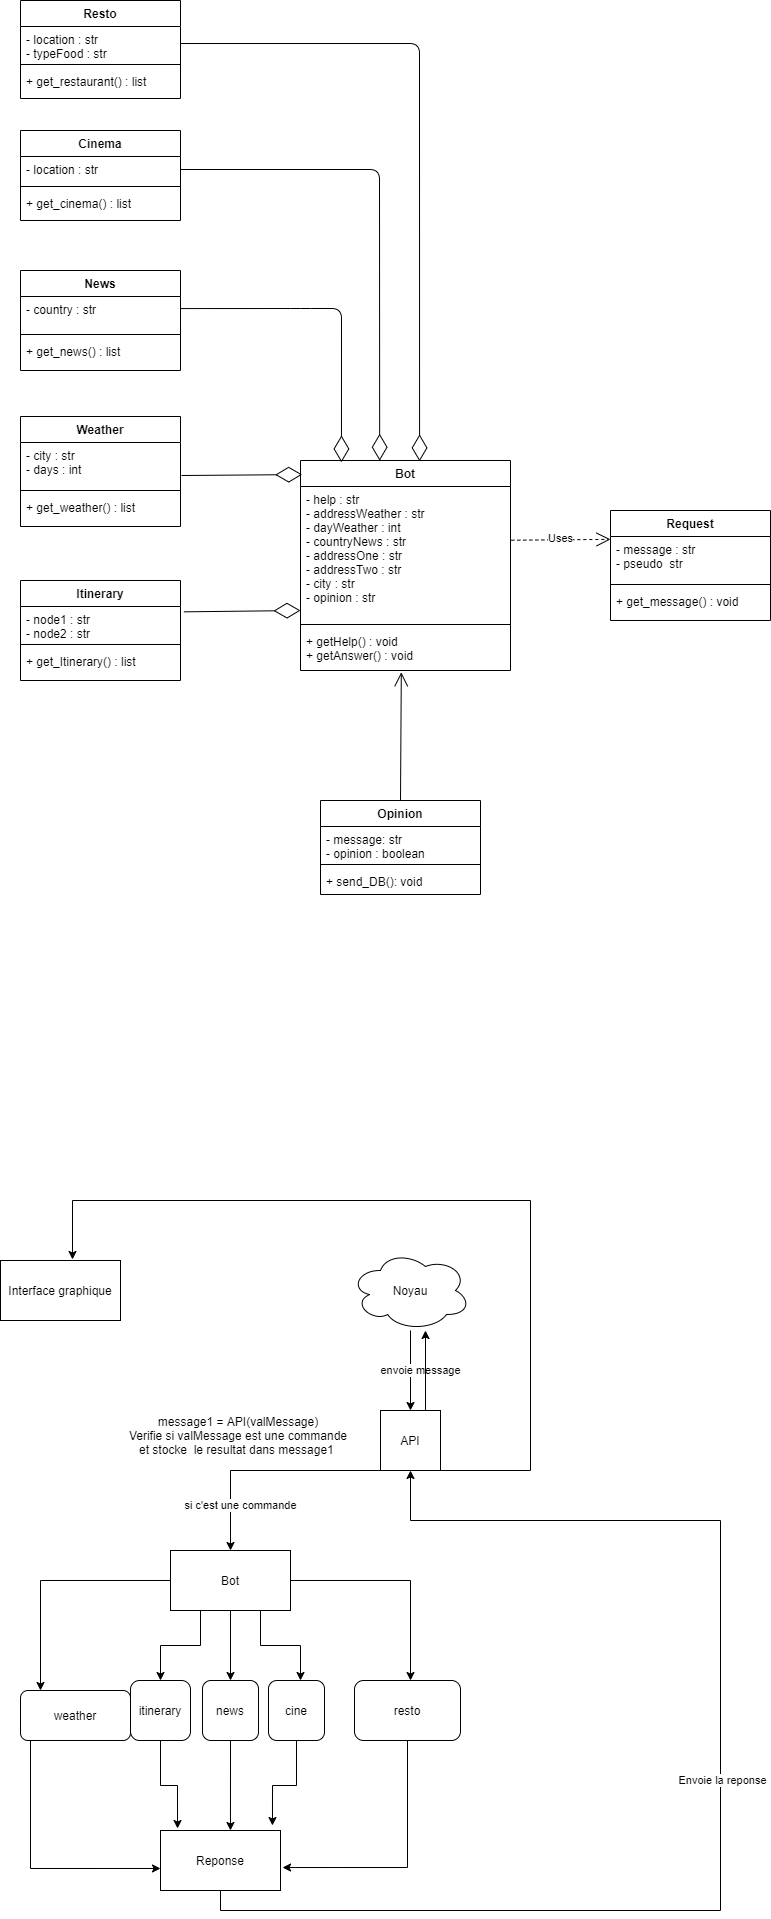 Resto
- location : str
- typeFood : str
+ get_restaurant() : list
Cinema
- location : str
+ get_cinema() : list
News
- country : str
+ get_news() : list
Weather
- city : str
- days : int
+ get_weather() : list
Itinerary
- node1 : str
- node2 : str
+ get_Itinerary() : list
Bot
- help : str
- addressWeather : str
- dayWeather : int
- countryNews : str
- addressOne : str
- addressTwo : str
- city : str
- opinion : str
+ getHelp() : void
+ getAnswer() : void
Uses
Request
- message : str
- pseudo  str
+ get_message() : void
Opinion
- message: str
- opinion : boolean
+ send_DB(): void
Interface graphique
Noyau
envoie message
message1 = API(valMessage)
Verifie si valMessage est une commande
et stocke  le resultat dans message1
API
si c'est une commande
Bot
weather
itinerary
news
cine
resto
Envoie la reponse
Reponse